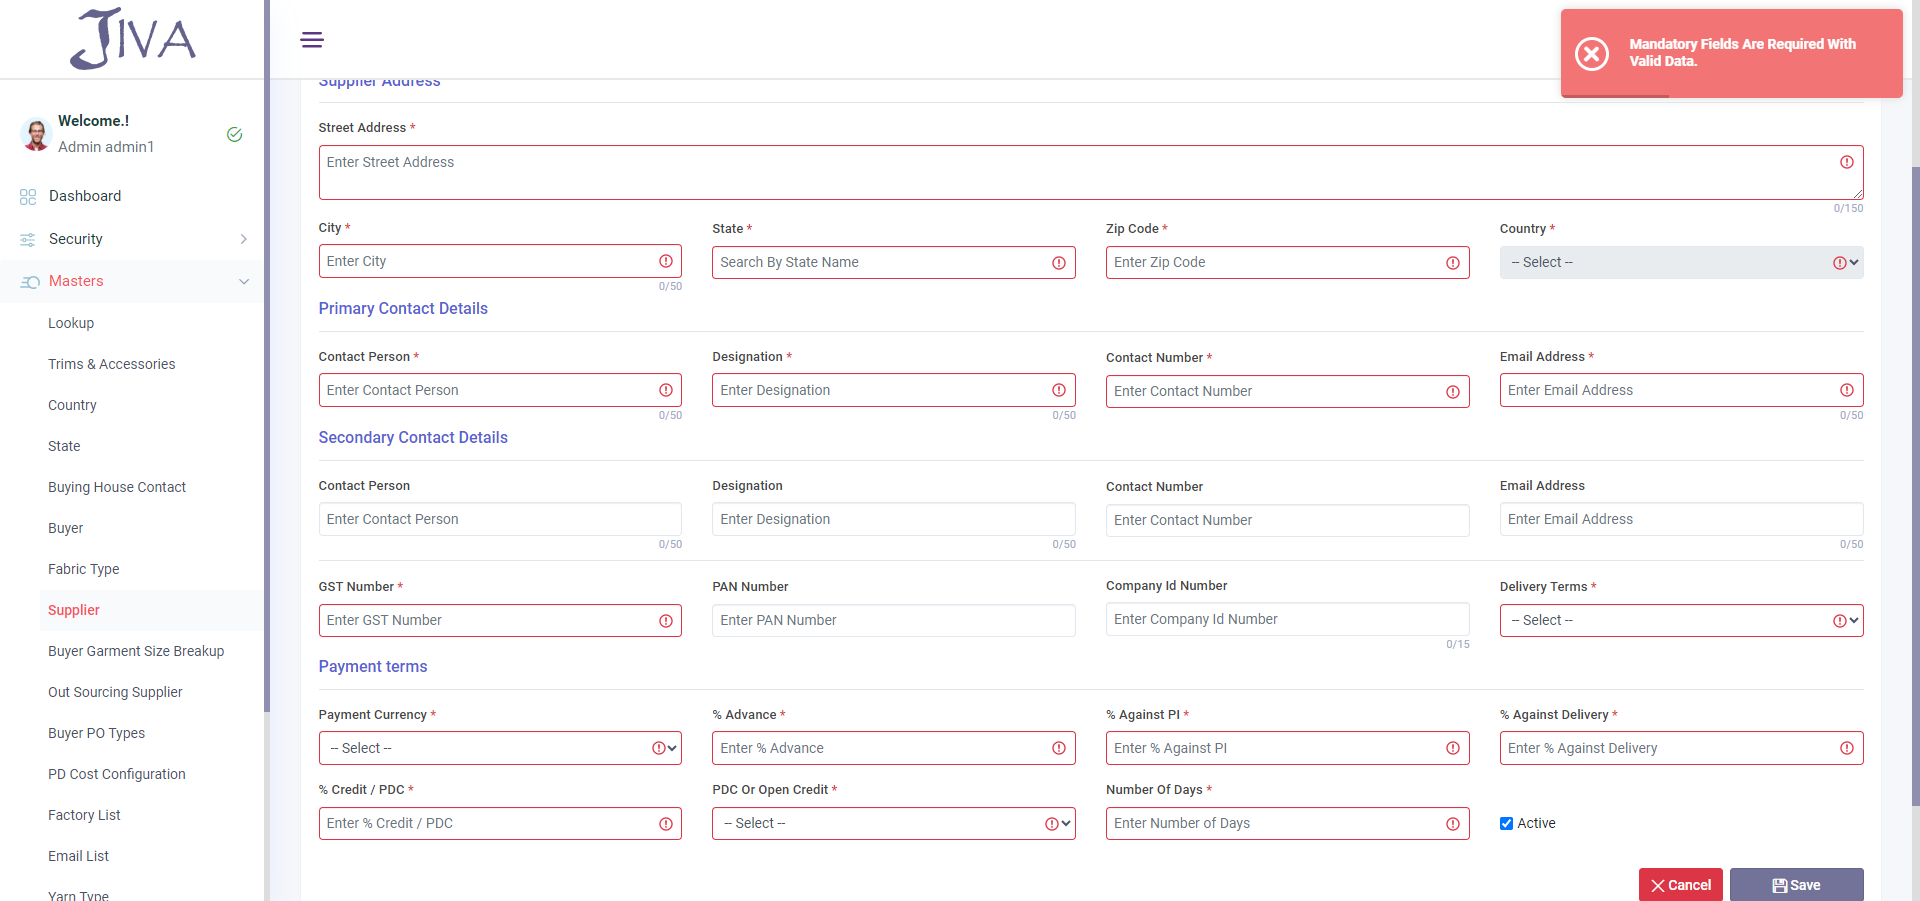 JIVA
Mandatory Fields Are Required With
Valid Data.
Welcome.!
Admin admin1
Dashboard
Security
Masters
Lookup
Trims & Accessories
Country
State
Buying House Contact
Buyer
Fabric Type
Supplier
Buyer Garment Size Breakup
Out Sourcing Supplier
Buyer PO Types
PD Cost Configuration
Factory List
Email List
Yarn Type
Supplier Address
Street Address *
Enter Street Address
0/150
City * State * Zip Code * Country *
Enter City Search By State Name Enter Zip Code -- Select --
0/50
Primary Contact Details
Contact Person * Designation * Contact Number * Email Address *
Enter Contact Person Enter Designation Enter Contact Number Enter Email Address
0/50 0/50 0/50
Secondary Contact Details
Contact Person Designation Contact Number Email Address
Enter Contact Person Enter Designation Enter Contact Number Enter Email Address
0/50 0/50 0/50
GST Number * PAN Number Company Id Number Delivery Terms *
Enter GST Number Enter PAN Number Enter Company Id Number -- Select --
0/15
Payment terms
Payment Currency * % Advance * % Against PI * % Against Delivery *
-- Select -- Enter % Advance Enter % Against PI Enter % Against Delivery
% Credit / PDC * PDC Or Open Credit * Number Of Days *
Enter % Credit / PDC -- Select -- Enter Number of Days Active
Cancel Save